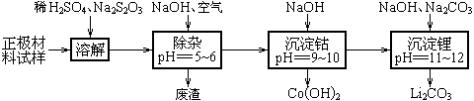 稀H₂SO₄、Na₂S₂O₃ NaOH、空气 NaOH NaOH、Na₂CO₃
正极材料试样 溶解 除杂 pH==5~6 沉淀钴 pH==9~10 沉淀锂 pH==11~12
废渣 Co(OH)₂ Li₂CO₃